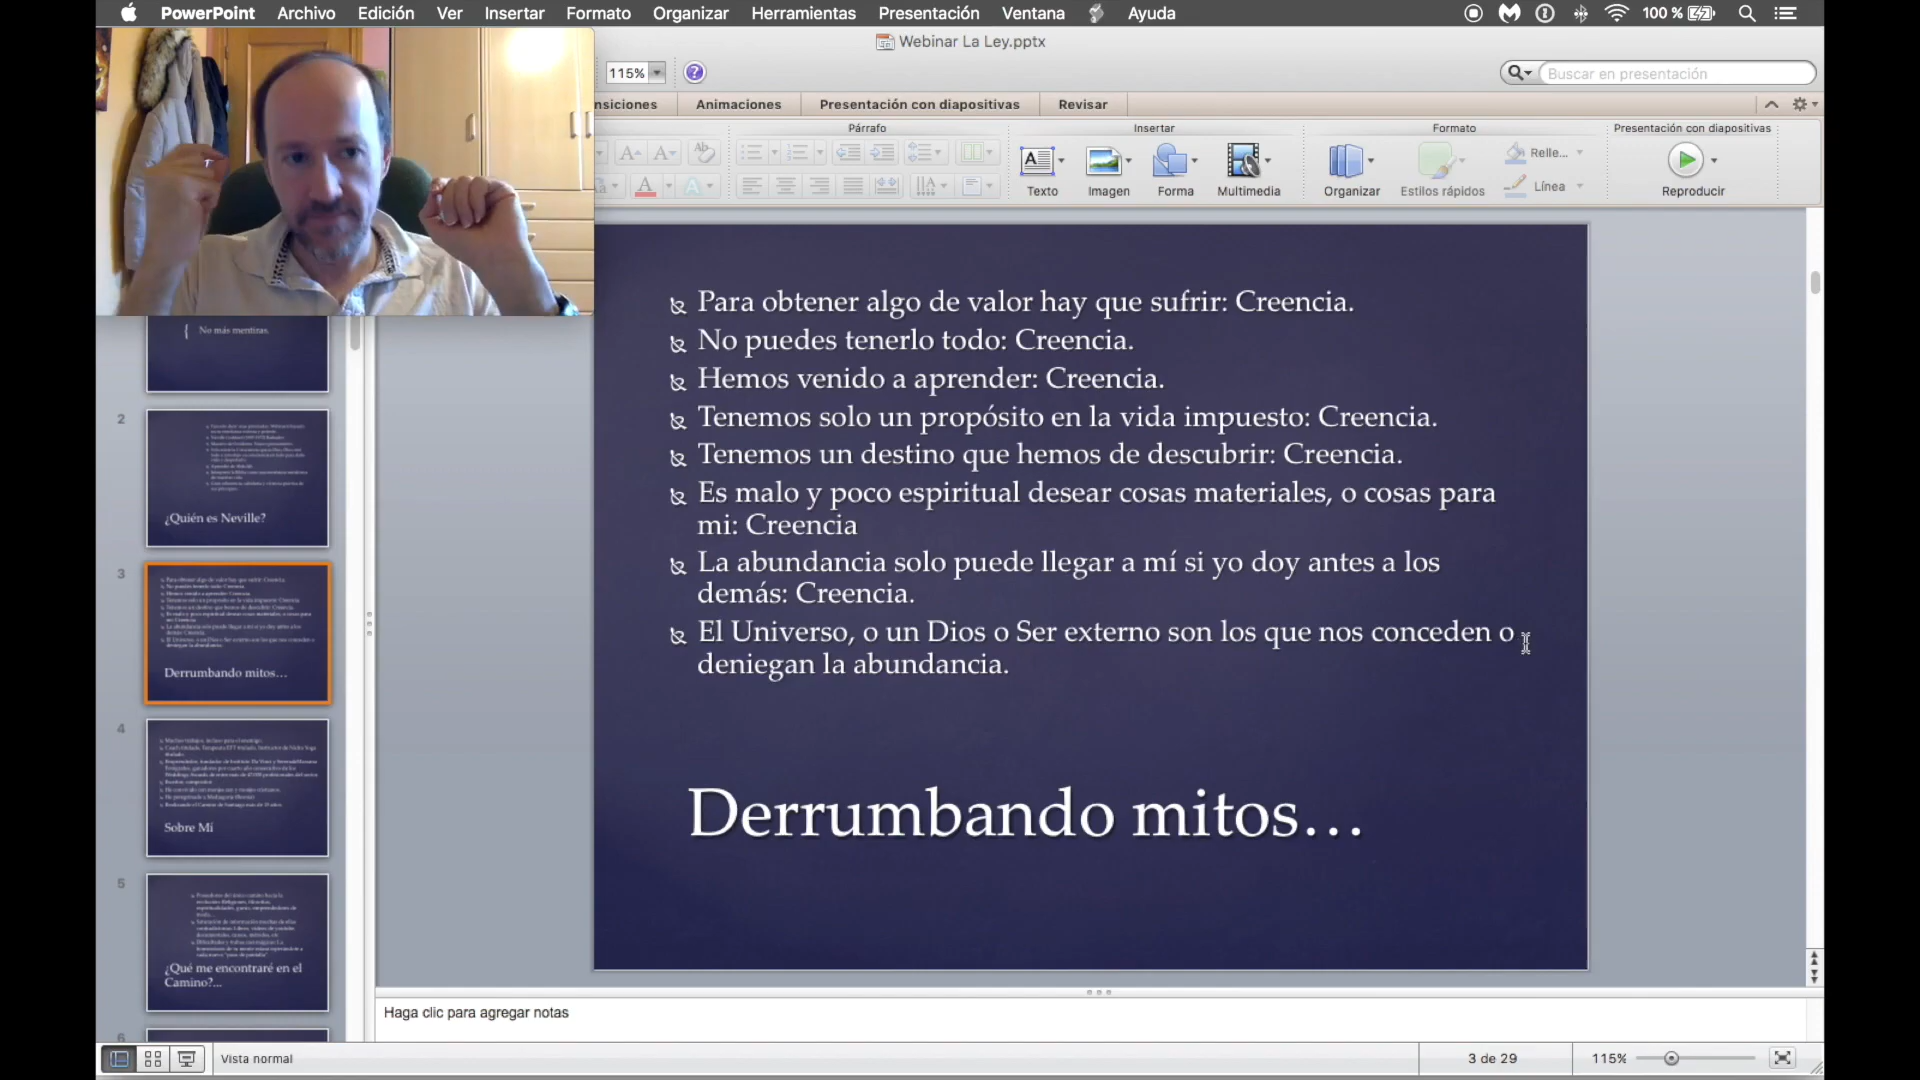 PowerPoint Archivo Edición Ver Insertar Formato Organizar Herramientas Presentación Ventana Ayuda 100 %
Webinar La Ley.pptx
115%
Buscar en presentación
nsiciones Animaciones Presentación con diapositivas Revisar
Párrafo Insertar Formato Presentación con diapositivas
Relle...
Línea
Texto Imagen Forma Multimedia Organizar Estilos rápidos Reproducir
Para obtener algo de valor hay que sufrir: Creencia.
No puedes tenerlo todo: Creencia.
Hemos venido a aprender: Creencia.
Tenemos solo un propósito en la vida impuesto: Creencia.
Tenemos un destino que hemos de descubrir: Creencia.
Es malo y poco espiritual desear cosas materiales, o cosas para
mi: Creencia
La abundancia solo puede llegar a mí si yo doy antes a los
demás: Creencia.
El Universo, o un Dios o Ser externo son los que nos conceden o
deniegan la abundancia.
Derrumbando mitos...
No más mentiras.
2
¿Quién es Neville?
3
Derrumbando mitos...
4
Sobre Mí
5
¿Qué me encontraré en el
Camino?...
6
Haga clic para agregar notas
Vista normal
3 de 29
115%